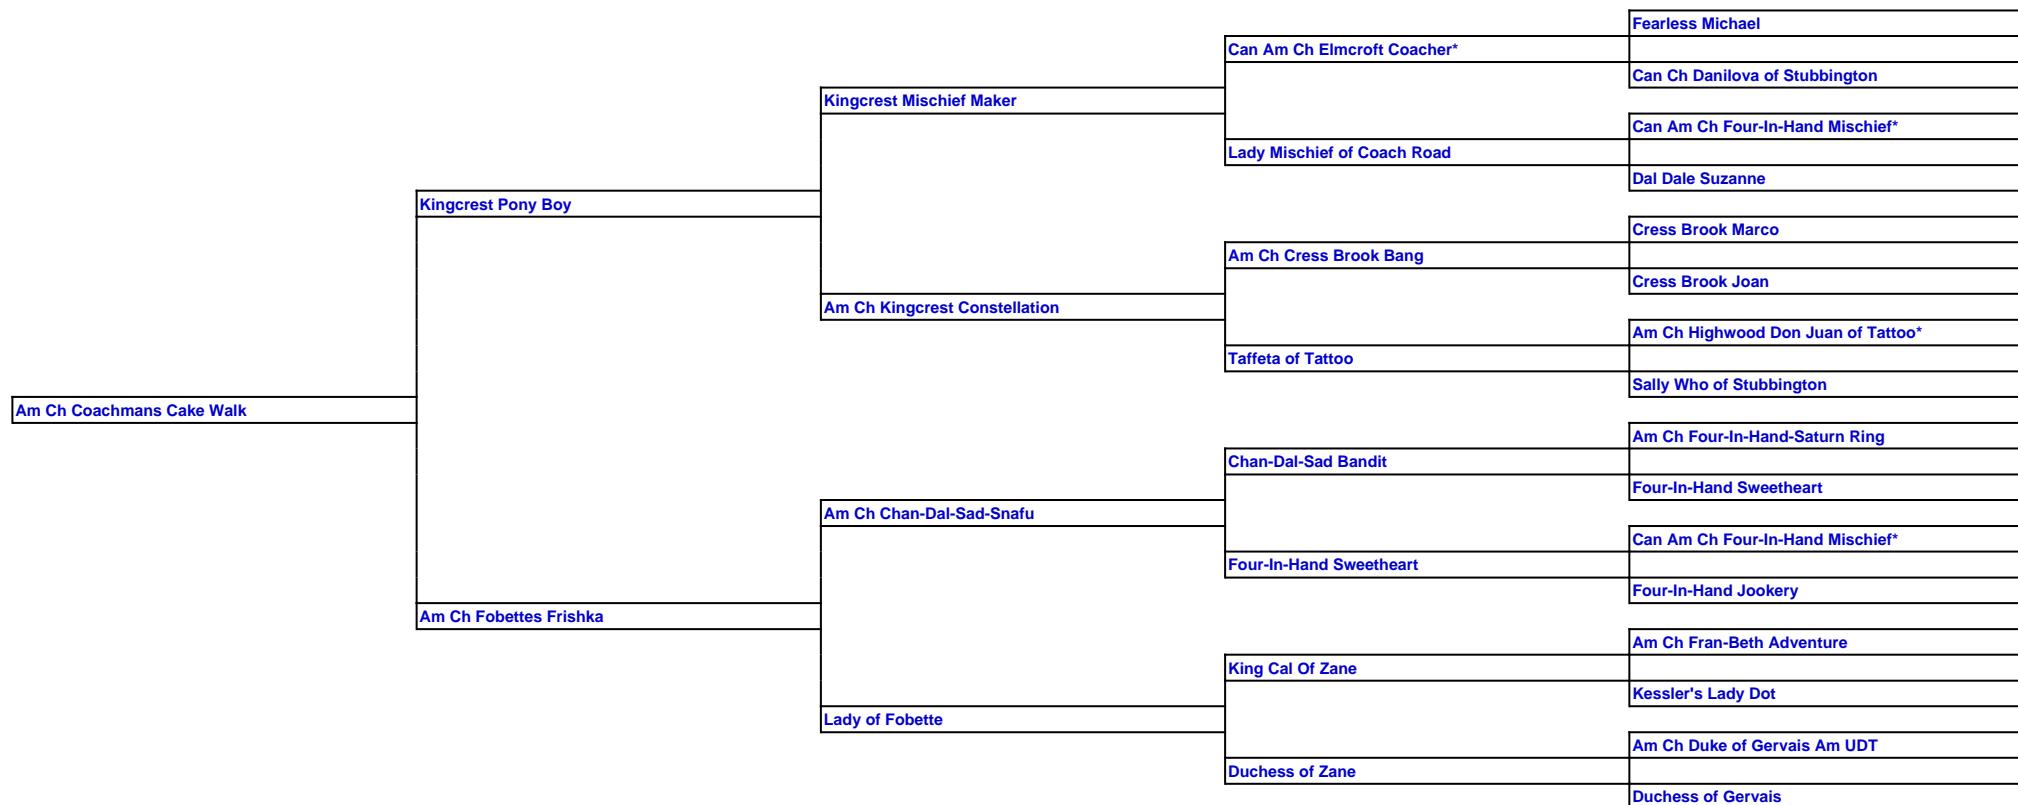 Fearless Michael
Can Am Ch Elmcroft Coacher*
Can Ch Danilova of Stubbington
Kingcrest Mischief Maker
Can Am Ch Four-In-Hand Mischief*
Lady Mischief of Coach Road
Dal Dale Suzanne
Kingcrest Pony Boy
Cress Brook Marco
Am Ch Cress Brook Bang
Cress Brook Joan
Am Ch Kingcrest Constellation
Am Ch Highwood Don Juan of Tattoo*
Taffeta of Tattoo
Sally Who of Stubbington
Am Ch Coachmans Cake Walk
Am Ch Four-In-Hand-Saturn Ring
Chan-Dal-Sad Bandit
Four-In-Hand Sweetheart
Am Ch Chan-Dal-Sad-Snafu
Can Am Ch Four-In-Hand Mischief*
Four-In-Hand Sweetheart
Four-In-Hand Jookery
Am Ch Fobettes Frishka
Am Ch Fran-Beth Adventure
King Cal Of Zane
Kessler's Lady Dot
Lady of Fobette
Am Ch Duke of Gervais Am UDT
Duchess of Zane
Duchess of Gervais